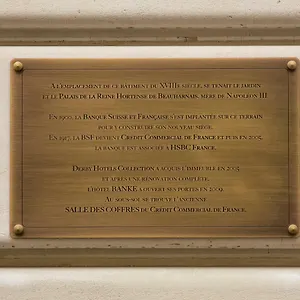 A l'emplacement de ce bâtiment du XVIIIe siècle, se tenait le jardin
et le Palais de la Reine Hortense de Beauharnais, mère de Napoléon III
En 1902, la Banque Suisse et Française s'est implantée sur ce terrain
pour y construire son nouveau siège.
En 1917, la BSF devient Crédit Commercial de France et puis en 2005,
la banque est associée à HSBC France.
Derby Hotels Collection a acquis l'immeuble en 2005
et après une rénovation complète,
l'hôtel BANKE a ouvert ses portes en 2009.
Au sous-sol se trouve l'ancienne
SALLE DES COFFRES du Crédit Commercial de France.